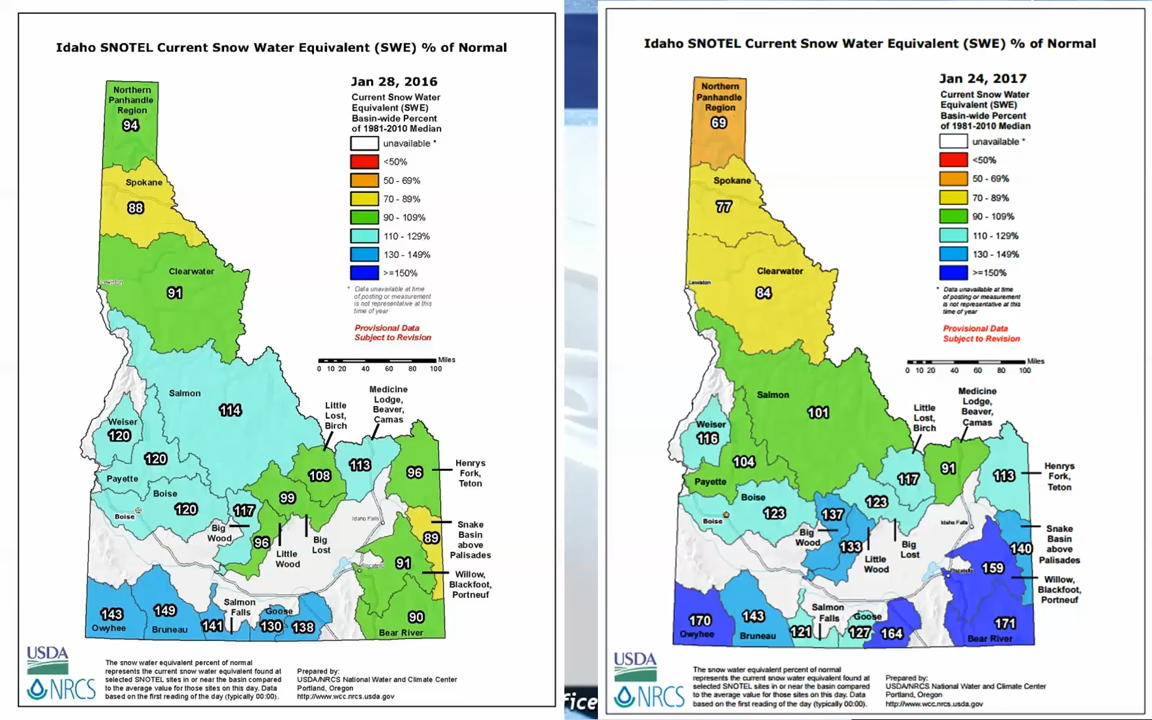 Idaho SNOTEL Current Snow Water Equivalent (SWE) % of Normal
Jan 28, 2016
Current Snow Water
Equivalent (SWE)
Basin-wide Percent
of 1981-2010 Median
unavailable *
<50%
50 - 69%
70 - 89%
90 - 109%
110 - 129%
130 - 149%
>=150%
* Data unavailable at time
of posting or measurement
is not representative at this
time of year
Provisional Data
Subject to Revision
Miles
0 10 20 40 60 80 100
Northern
Panhandle
Region
94
Spokane
88
Clearwater
91
Salmon
114
Weiser
120
120
Payette
Boise
120
Boise
Little
Lost,
Birch
108
Medicine
Lodge,
Beaver,
Camas
113
96
Henrys
Fork,
Teton
99
117
Big
Wood
96
Little
Wood
Big
Lost
Idaho Falls
89
Snake
Basin
above
Palisades
91
Willow,
Blackfoot,
Portneuf
143
Owyhee
149
Bruneau
141
Salmon
Falls
Goose
130
138
90
Bear River
USDA
NRCS
The snow water equivalent percent of normal
represents the current snow water equivalent found at
selected SNOTEL sites in or near the basin compared
to the average value for those sites on this day. Data
based on the first reading of the day (typically 00:00).
Prepared by:
USDA/NRCS National Water and Climate Center
Portland, Oregon
http://www.wcc.nrcs.usda.gov
fice
Idaho SNOTEL Current Snow Water Equivalent (SWE) % of Normal
Jan 24, 2017
Current Snow Water
Equivalent (SWE)
Basin-wide Percent
of 1981-2010 Median
unavailable *
<50%
50 - 69%
70 - 89%
90 - 109%
110 - 129%
130 - 149%
>=150%
* Data unavailable at time
of posting or measurement
is not representative at this
time of year
Provisional Data
Subject to Revision
Miles
0 10 20 40 60 80 100
Northern
Panhandle
Region
69
Spokane
77
Lewiston
Clearwater
84
Salmon
101
Weiser
116
104
Payette
Boise
123
Boise
Little
Lost,
Birch
117
Medicine
Lodge,
Beaver,
Camas
91
113
Henrys
Fork,
Teton
123
137
Big
Wood
133
Little
Wood
Big
Lost
Idaho Falls
140
Snake
Basin
above
Palisades
Pocatello
159
Willow,
Blackfoot,
Portneuf
170
Owyhee
143
Bruneau
121
Salmon
Falls
Goose
127
164
171
Bear River
USDA
NRCS
The snow water equivalent percent of normal
represents the current snow water equivalent found at
selected SNOTEL sites in or near the basin compared
to the average value for those sites on this day. Data
based on the first reading of the day (typically 00:00).
Prepared by:
USDA/NRCS National Water and Climate Center
Portland, Oregon
http://www.wcc.nrcs.usda.gov